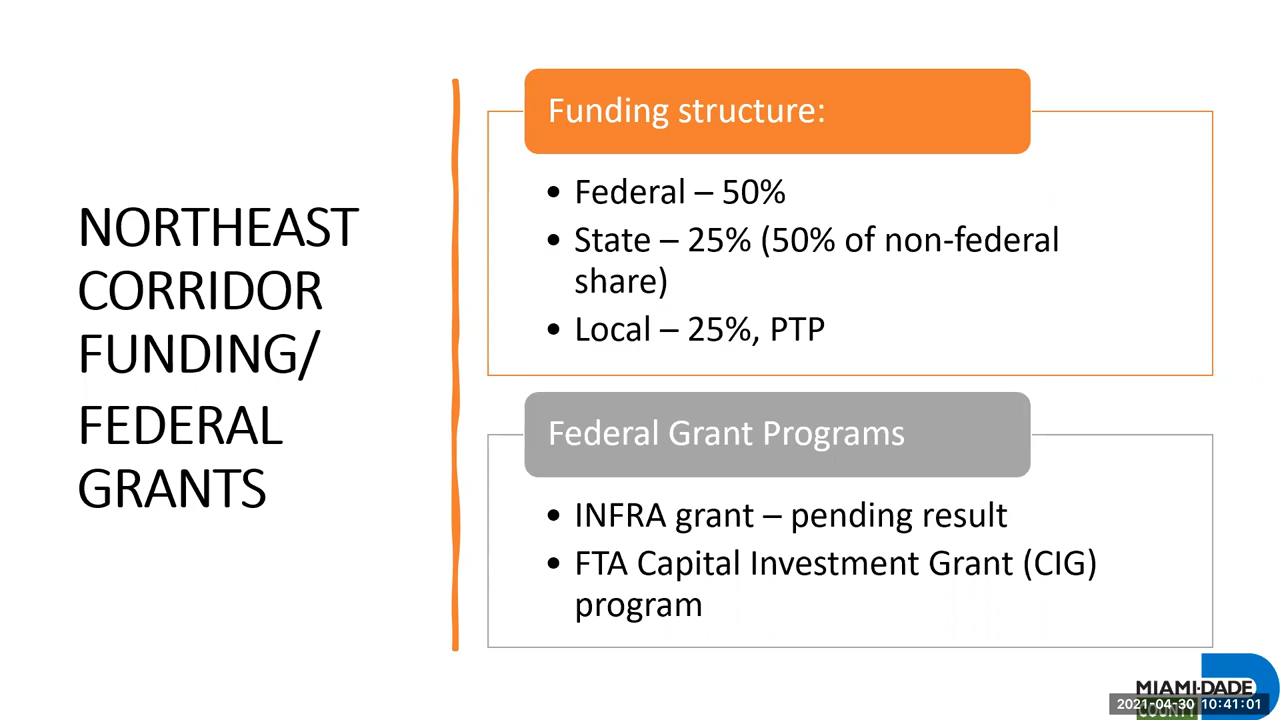 NORTHEAST
CORRIDOR
FUNDING/
FEDERAL
GRANTS
Funding structure:
• Federal – 50%
• State – 25% (50% of non-federal
share)
• Local – 25%, PTP
Federal Grant Programs
• INFRA grant – pending result
• FTA Capital Investment Grant (CIG)
program
MIAMI-DADE
COUNTY
2021-04-30 10:41:01